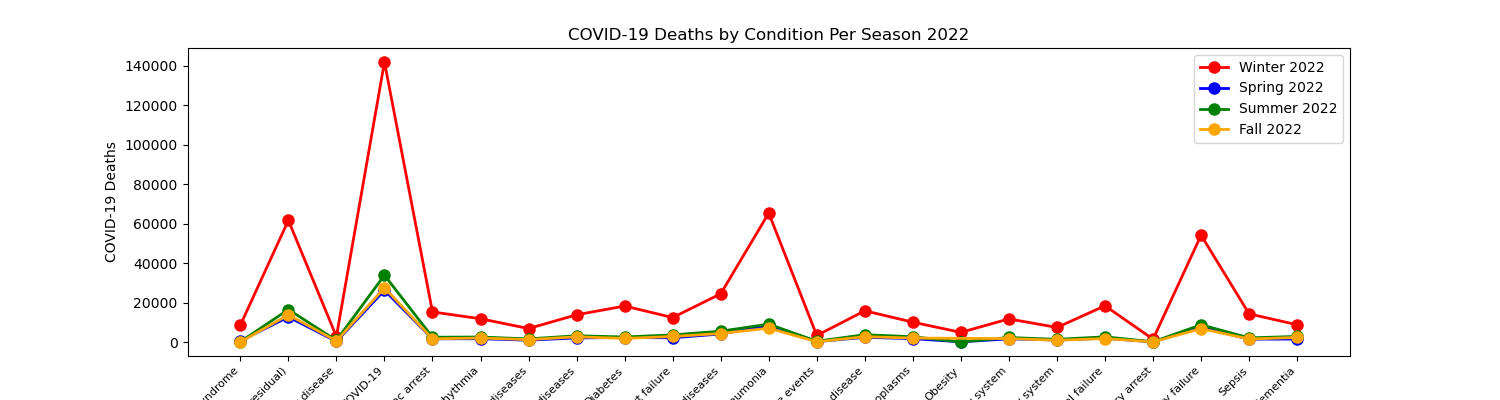 COVID-19 Deaths by Condition Per Season 2022
COVID-19 Deaths
140000
120000
100000
80000
60000
40000
20000
0
Winter 2022
Spring 2022
Summer 2022
Fall 2022
disease
COVID-19
arrest
diseases
diseases
Diabetes
failure
diseases
events
disease
Obesity
system
system
failure
arrest
failure
Sepsis